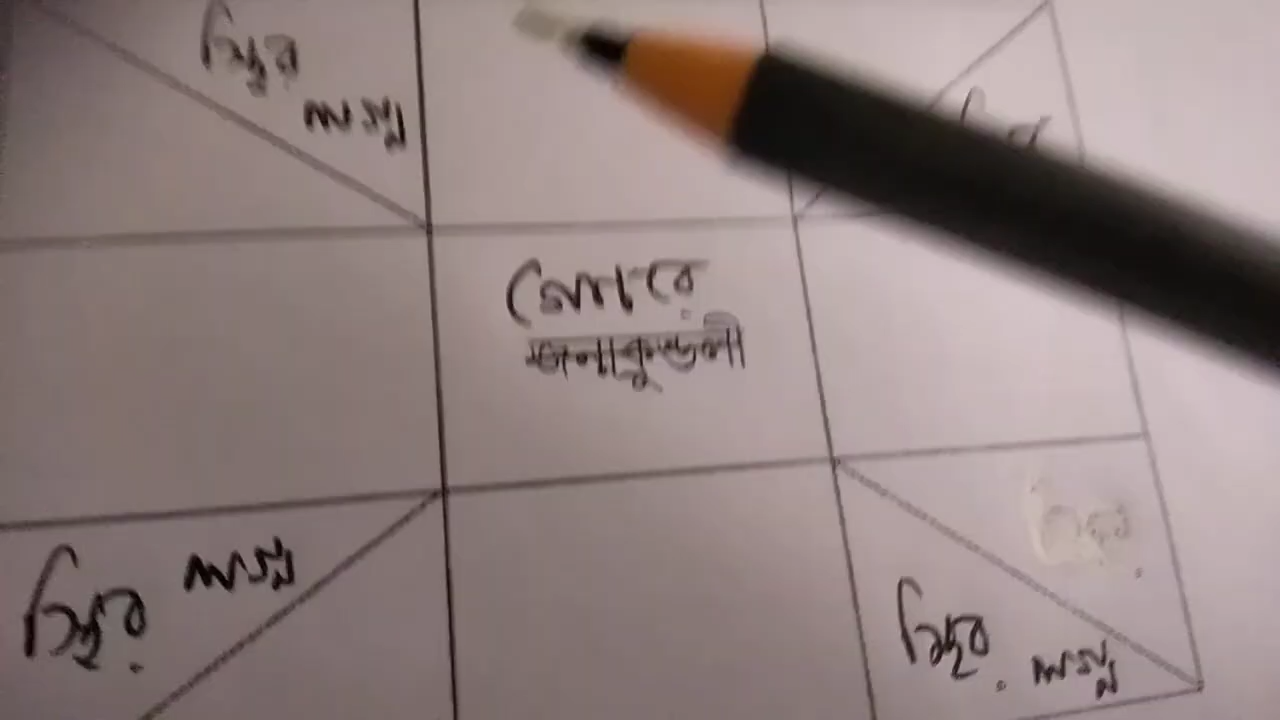 স্থির
লগ্ন
স্থির
মেয়ের
জন্মকুণ্ডলী
স্থির লগ্ন
স্থির
লগ্ন